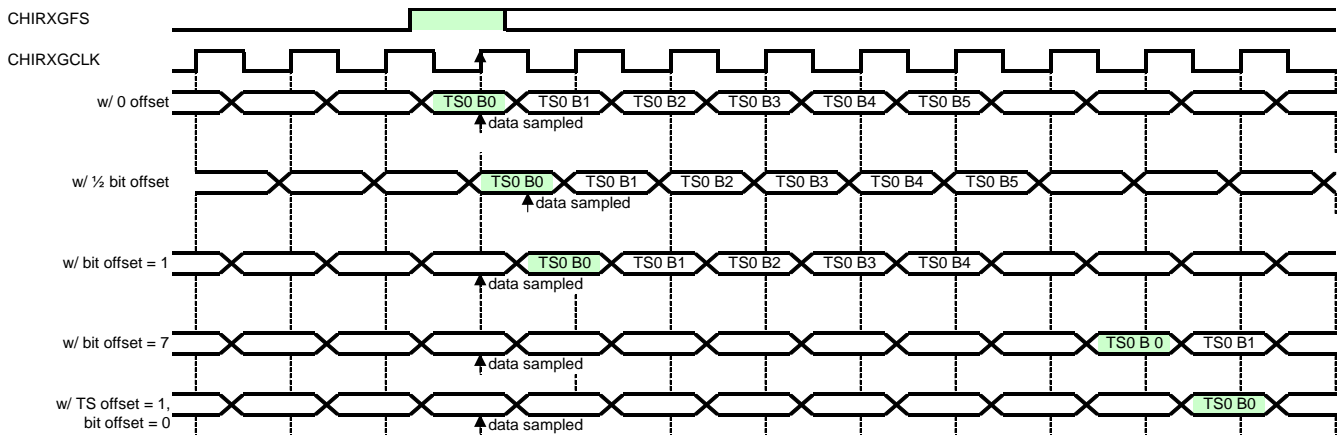 CHIRXGFS
CHIRXGCLK
w/ 0 offset TS0 B0 TS0 B1 TS0 B2 TS0 B3 TS0 B4 TS0 B5
data sampled
w/ ½ bit offset TS0 B0 TS0 B1 TS0 B2 TS0 B3 TS0 B4 TS0 B5
data sampled
w/ bit offset = 1 TS0 B0 TS0 B1 TS0 B2 TS0 B3 TS0 B4
data sampled
w/ bit offset = 7 TS0 B 0 TS0 B1
data sampled
w/ TS offset = 1, TS0 B0
bit offset = 0
data sampled